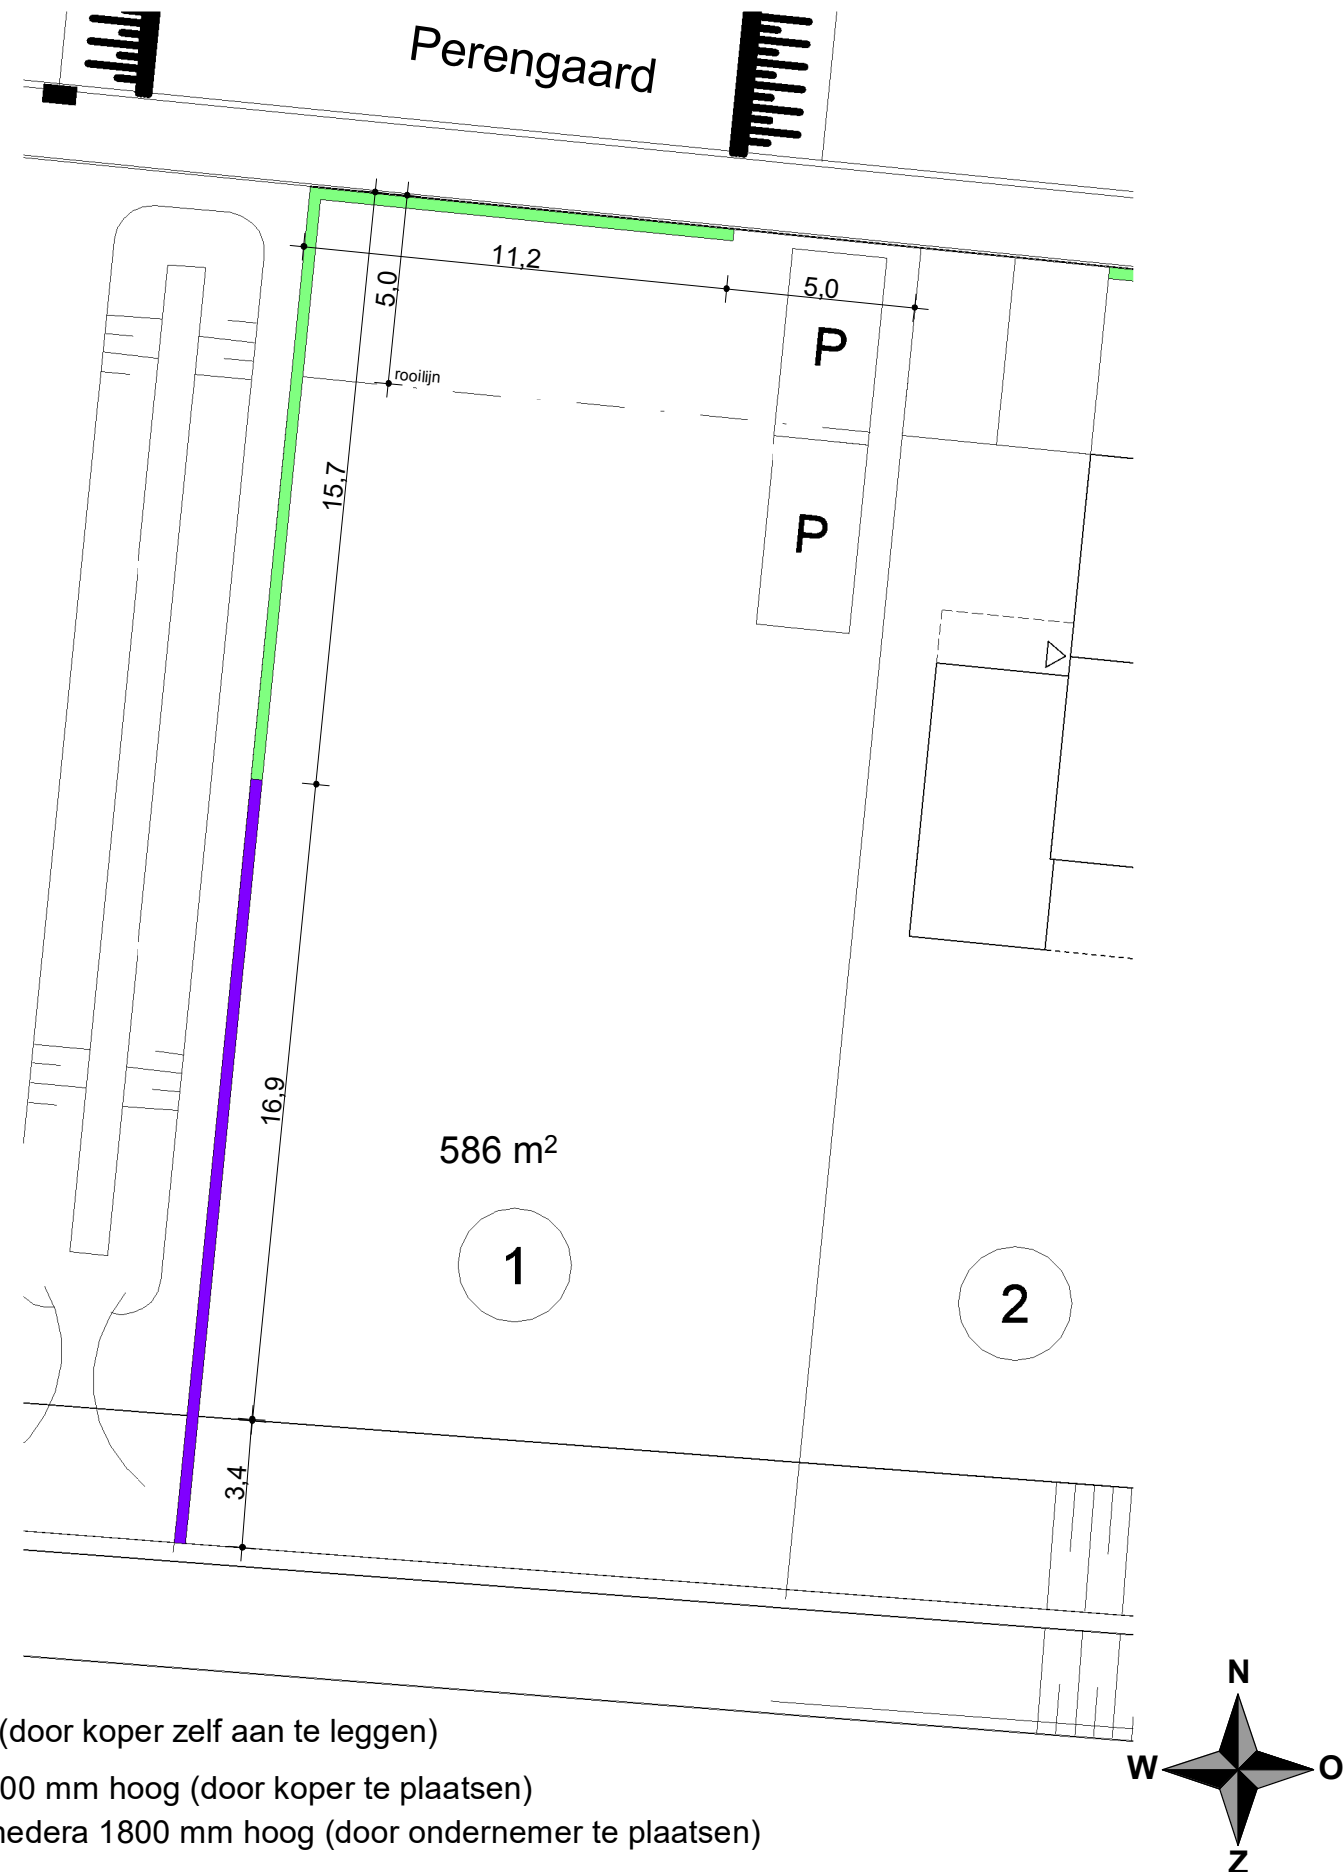 Perengaard
11,2
5,0
5,0
P
rooilijn
15,7
P
16,9
586 m²
1
2
3,4
N
(door koper zelf aan te leggen)
W
O
00 mm hoog (door koper te plaatsen)
hedera 1800 mm hoog (door ondernemer te plaatsen)
Z